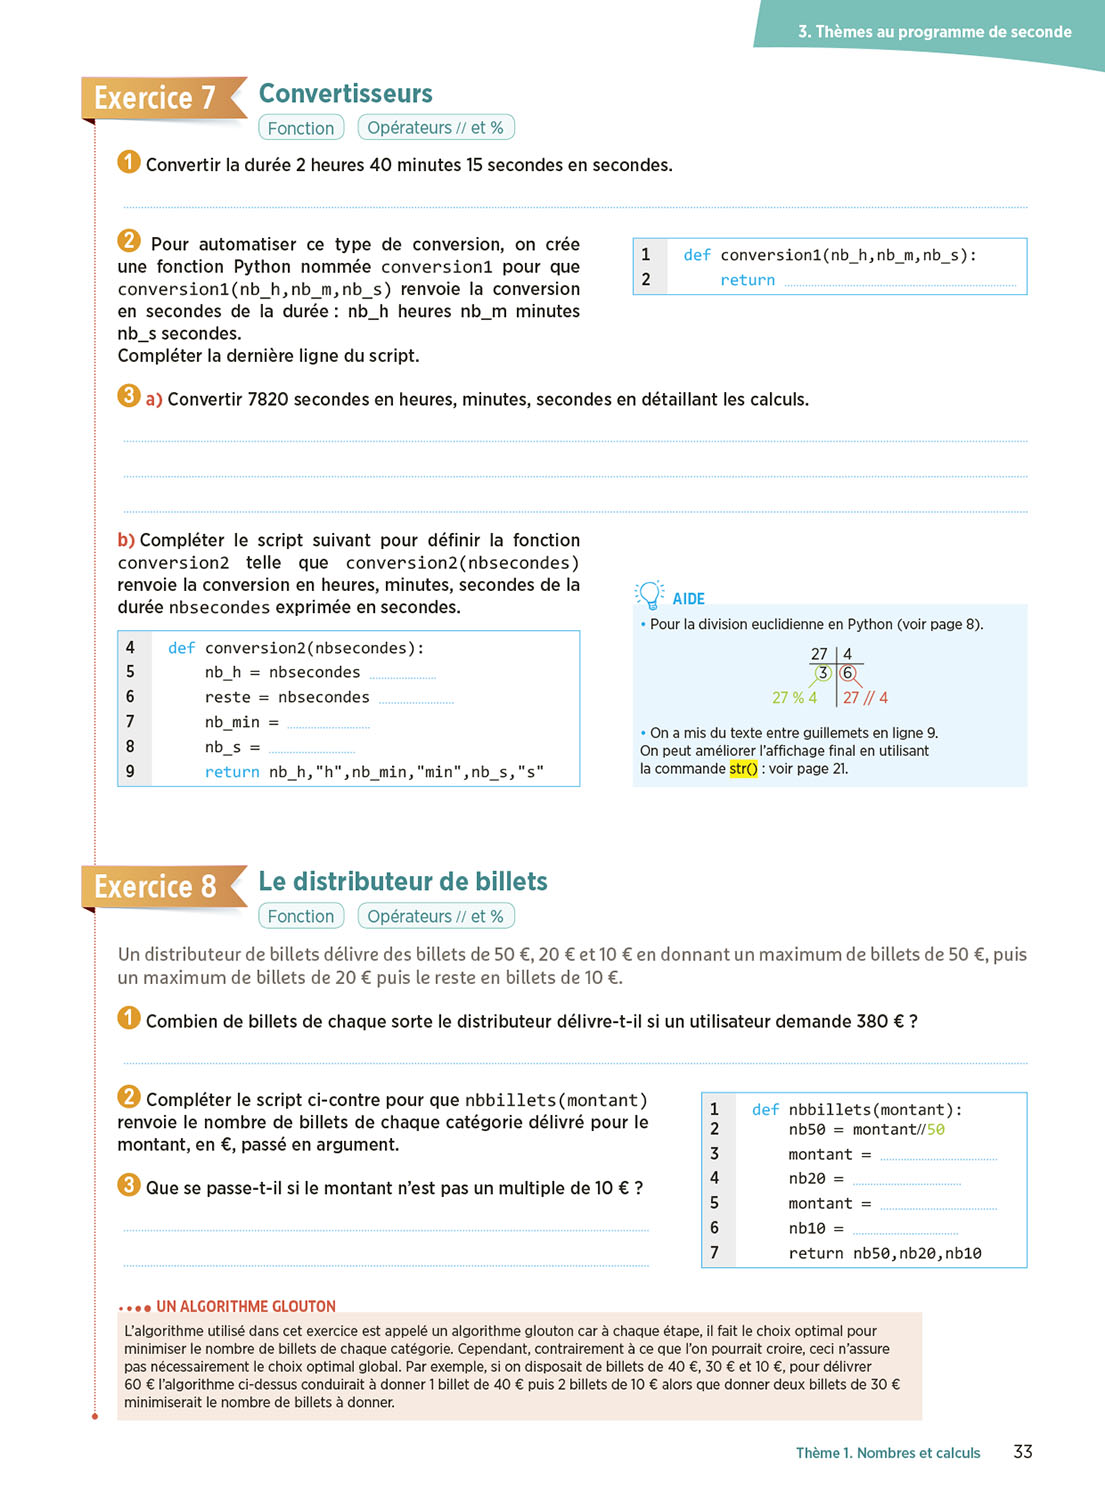 3. Thèmes au programme de seconde
Exercice 7
Convertisseurs
Fonction
Opérateurs // et %
1 Convertir la durée 2 heures 40 minutes 15 secondes en secondes.
2 Pour automatiser ce type de conversion, on crée
une fonction Python nommée conversion1 pour que
conversion1(nb_h,nb_m,nb_s) renvoie la conversion
en secondes de la durée : nb_h heures nb_m minutes
nb_s secondes.
Compléter la dernière ligne du script.
1 def conversion1(nb_h,nb_m,nb_s):
2 return
3 a) Convertir 7820 secondes en heures, minutes, secondes en détaillant les calculs.
b) Compléter le script suivant pour définir la fonction
conversion2 telle que conversion2(nbsecondes)
renvoie la conversion en heures, minutes, secondes de la
durée nbsecondes exprimée en secondes.
4 def conversion2(nbsecondes):
5 nb_h = nbsecondes
6 reste = nbsecondes
7 nb_min =
8 nb_s =
9 return nb_h,"h",nb_min,"min",nb_s,"s"
AIDE
• Pour la division euclidienne en Python (voir page 8).
27 4
3 6
27 % 4 27 // 4
• On a mis du texte entre guillemets en ligne 9.
On peut améliorer l'affichage final en utilisant
la commande str() : voir page 21.
Exercice 8
Le distributeur de billets
Fonction
Opérateurs // et %
Un distributeur de billets délivre des billets de 50 €, 20 € et 10 € en donnant un maximum de billets de 50 €, puis
un maximum de billets de 20 € puis le reste en billets de 10 €.
1 Combien de billets de chaque sorte le distributeur délivre-t-il si un utilisateur demande 380 € ?
2 Compléter le script ci-contre pour que nbbillets(montant)
renvoie le nombre de billets de chaque catégorie délivré pour le
montant, en €, passé en argument.
3 Que se passe-t-il si le montant n'est pas un multiple de 10 € ?
1 def nbbillets(montant):
2 nb50 = montant//50
3 montant =
4 nb20 =
5 montant =
6 nb10 =
7 return nb50,nb20,nb10
UN ALGORITHME GLOUTON
L'algorithme utilisé dans cet exercice est appelé un algorithme glouton car à chaque étape, il fait le choix optimal pour
minimiser le nombre de billets de chaque catégorie. Cependant, contrairement à ce que l'on pourrait croire, ceci n'assure
pas nécessairement le choix optimal global. Par exemple, si on disposait de billets de 40 €, 30 € et 10 €, pour délivrer
60 € l'algorithme ci-dessus conduirait à donner 1 billet de 40 € puis 2 billets de 10 € alors que donner deux billets de 30 €
minimiserait le nombre de billets à donner.
Thème 1. Nombres et calculs 33